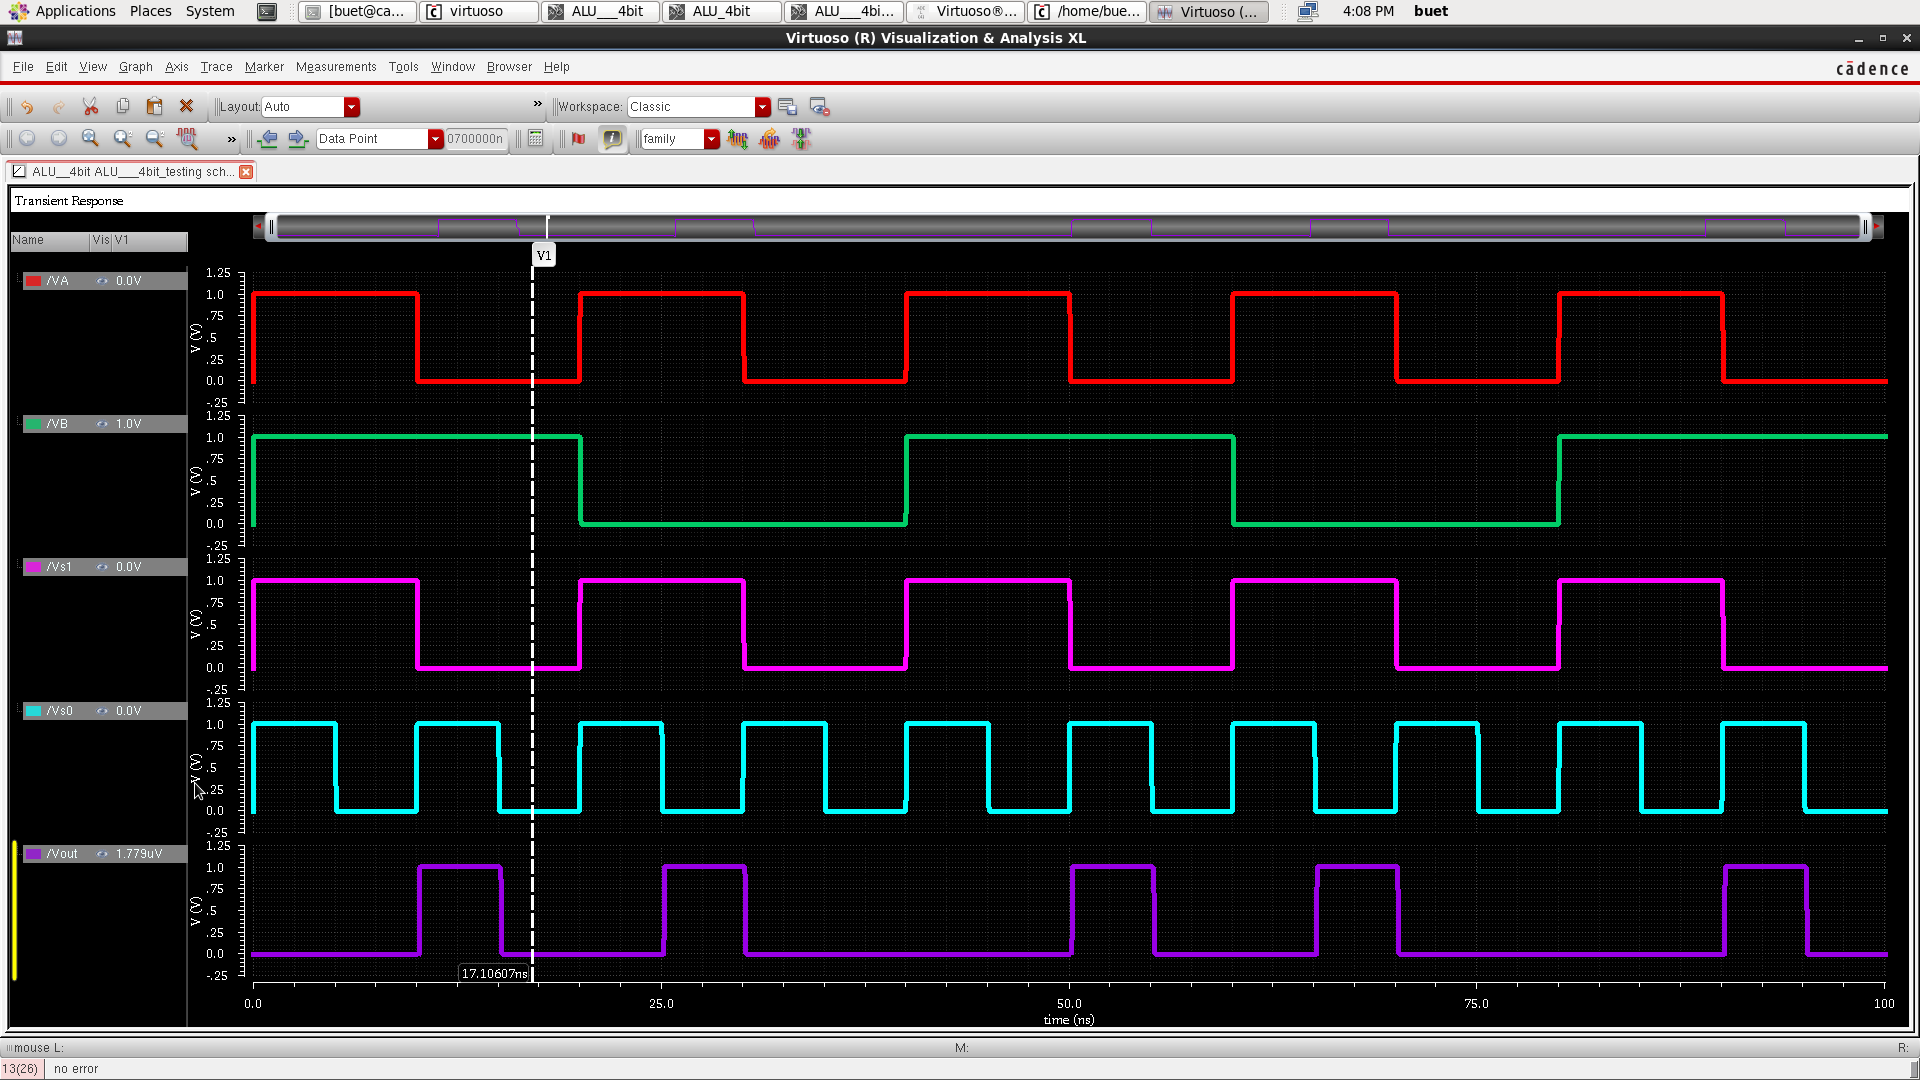 Applications Places System [buet@ca... virtuoso ALU___4bit ALU_4bit ALU___4bi... Virtuoso®... /home/bue... Virtuoso (... 4:08 PM buet
Virtuoso (R) Visualization & Analysis XL
File Edit View Graph Axis Trace Marker Measurements Tools Window Browser Help cādence
Layout: Auto » Workspace: Classic
» Data Point 0700000n family
ALU__4bit ALU___4bit_testing sch...
Transient Response
Name Vis V1
V1
/VA 0.0V
1.25
1.0
.75
.5
.25
0.0
-.25
V (V)
/VB 1.0V
1.25
1.0
.75
.5
.25
0.0
-.25
V (V)
/Vs1 0.0V
1.25
1.0
.75
.5
.25
0.0
-.25
V (V)
/Vs0 0.0V
1.25
1.0
.75
.5
.25
0.0
-.25
V (V)
/Vout 1.779uV
1.25
1.0
.75
.5
.25
0.0
-.25
V (V)
17.10607ns
0.0 25.0 50.0 75.0 100
time (ns)
mouse L: M: R:
13(26) no error